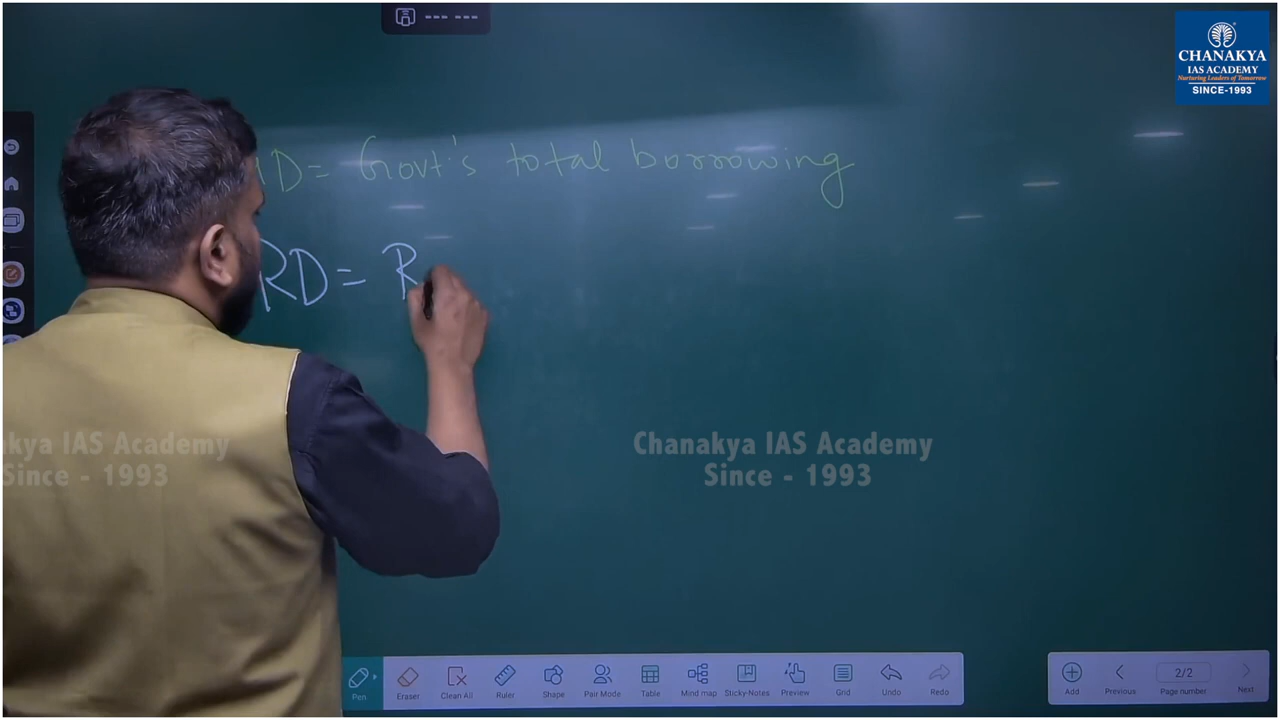 --- ---
CHANAKYA
IAS ACADEMY
Nurturing Leaders of Tomorrow
SINCE-1993
D = Govt's total borrowing
RD = R
kya IAS Academy
Since - 1993
Chanakya IAS Academy
Since - 1993
Pen
Eraser
Clean All
Ruler
Shape
Pair Mode
Table
Mind map
Sticky-Notes
Preview
Grid
Undo
Redo
Add
Previous
2/2
Page number
Next